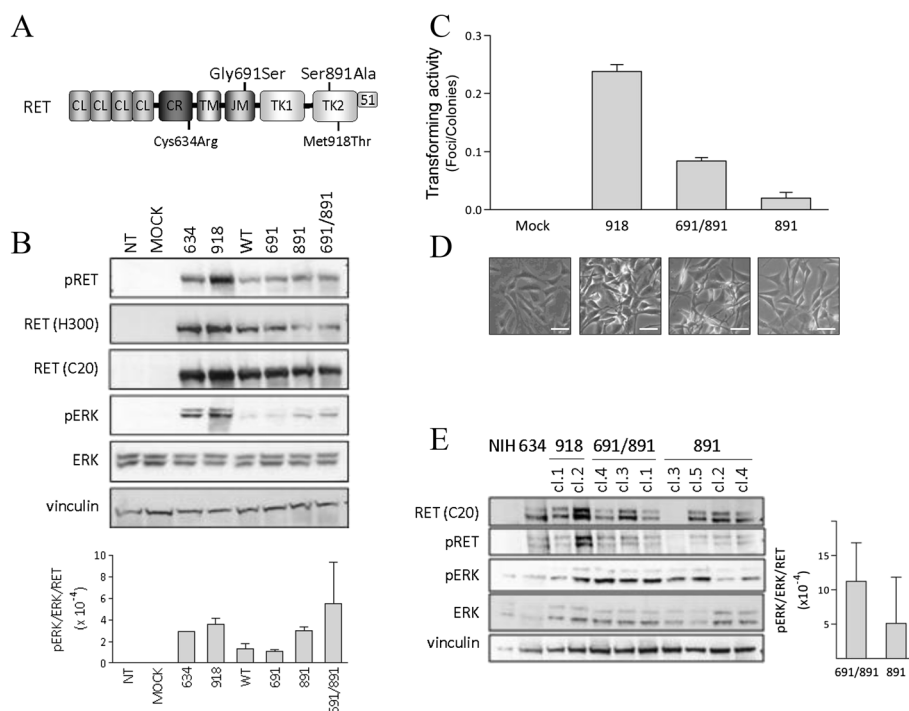 A
Gly691Ser Ser891Ala
RET CL CL CL CL CR TM JM TK1 TK2 51
Cys634Arg Met918Thr
B
NT MOCK 634 918 WT 691 891 691/891
pRET
RET (H300)
RET (C20)
pERK
ERK
vinculin
pERK/ERK/RET
(x 10-4)
10
8
6
4
2
0
NT MOCK 634 918 WT 691 891 691/891
C
Transforming activity
(Foci/Colonies)
0.3
0.2
0.1
0.0
Mock 918 691/891 891
D
E
NIH 634 918 691/891 891
cl.1 cl.2 cl.4 cl.3 cl.1 cl.3 cl.5 cl.2 cl.4
RET (C20)
pRET
pERK
ERK
vinculin
pERK/ERK/RET
(x10-4)
15
10
5
691/891 891